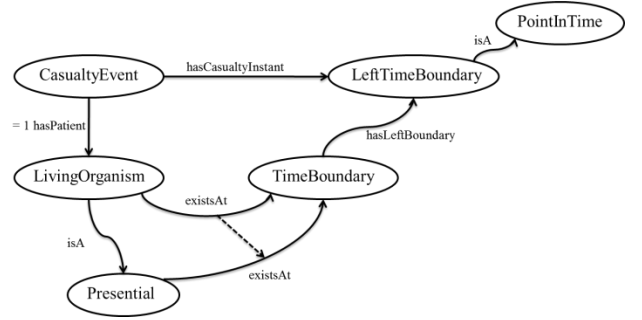 PointInTime
isA
CasualtyEvent
hasCasualtyInstant
LeftTimeBoundary
= 1 hasPatient
hasLeftBoundary
LivingOrganism
existsAt
TimeBoundary
isA
existsAt
Presential